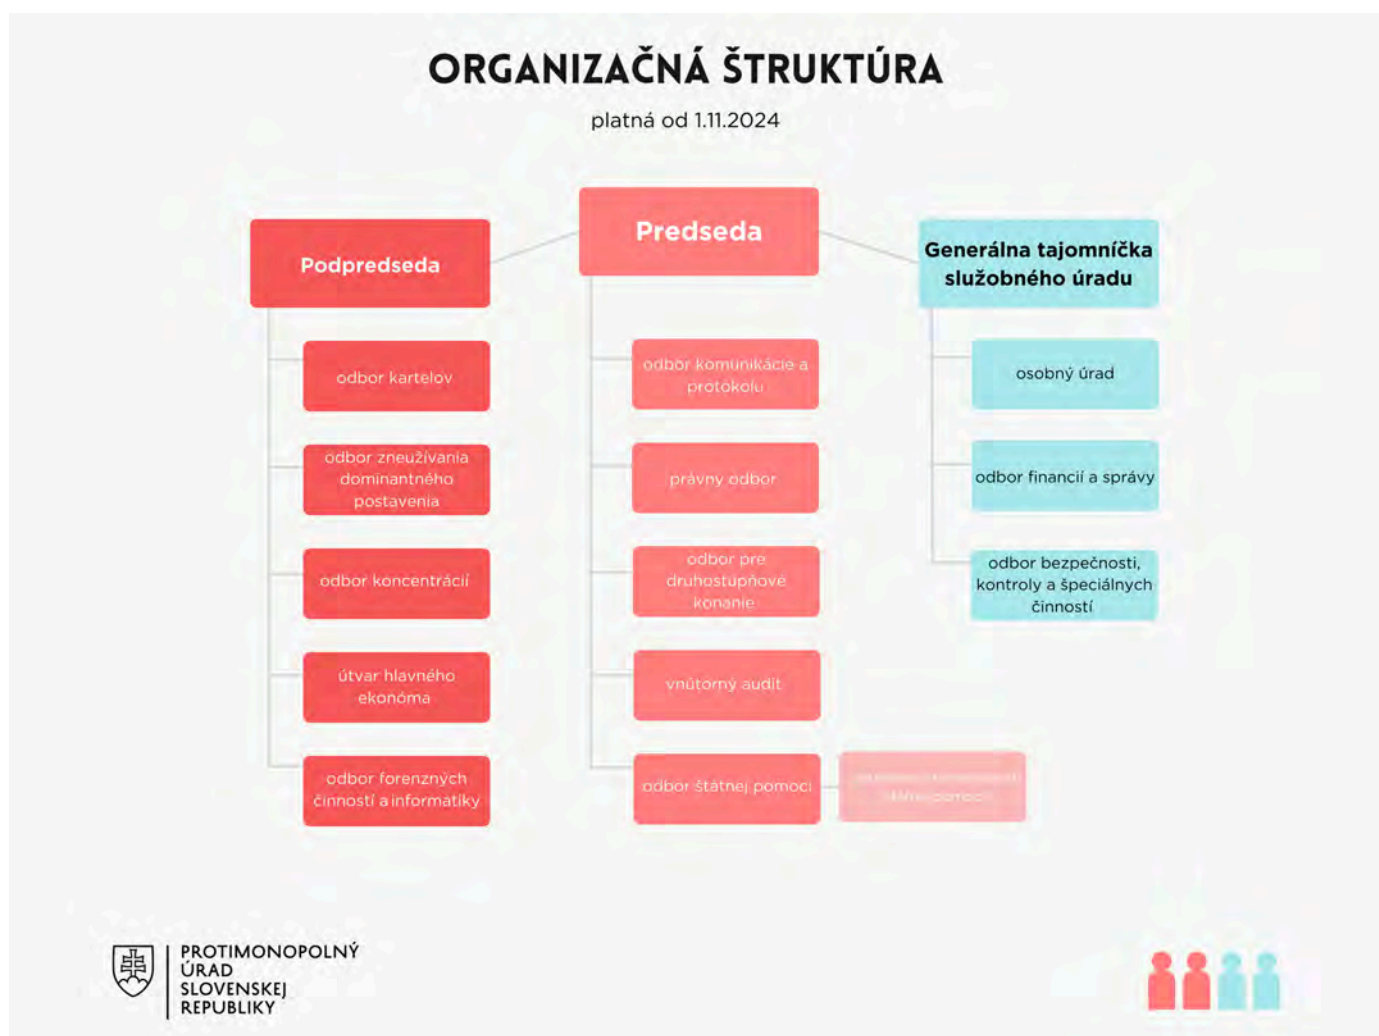 ORGANIZAČNÁ ŠTRUKTÚRA
platná od 1.11.2024
Predseda
Podpredseda
Generálna tajomníčka
služobného úradu
odbor kartelov
odbor zneužívania
dominantného
postavenia
odbor koncentrácií
útvar hlavného
ekonóma
odbor forenzných
činností a informatiky
odbor komunikácie a
protokolu
právny odbor
odbor pre
druhostupňové
konanie
vnútorný audit
odbor štátnej pomoci
osobný úrad
odbor financií a správy
odbor bezpečnosti,
kontroly a špeciálnych
činností
PROTIMONOPOLNÝ
ÚRAD
SLOVENSKEJ
REPUBLIKY